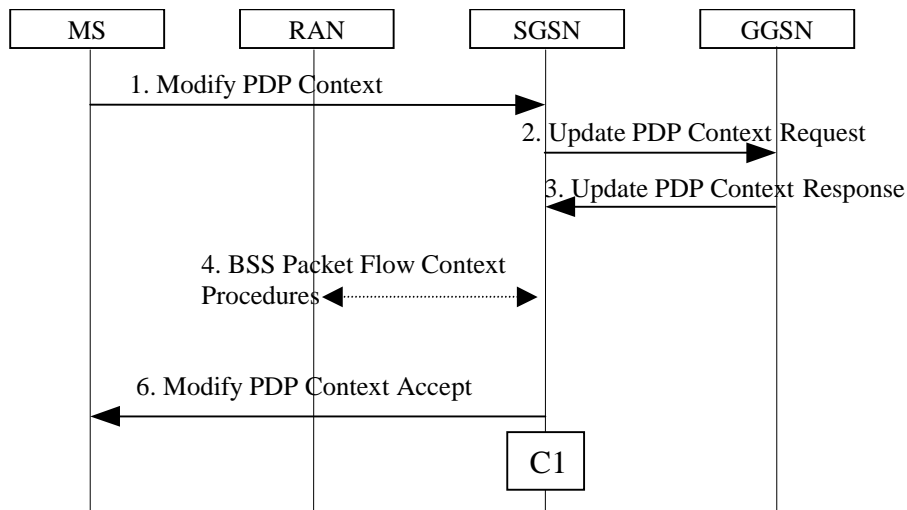 MS
RAN
SGSN
GGSN
1. Modify PDP Context
2. Update PDP Context Request
3. Update PDP Context Response
4. BSS Packet Flow Context
Procedures
6. Modify PDP Context Accept
C1